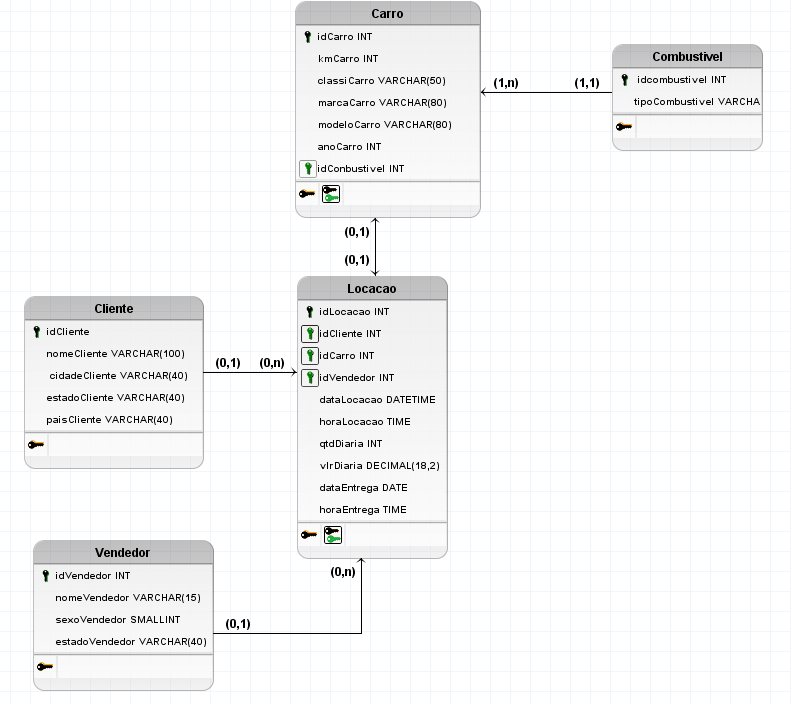 Carro
idCarro INT
kmCarro INT
classiCarro VARCHAR(50)
marcaCarro VARCHAR(80)
modeloCarro VARCHAR(80)
anoCarro INT
idConbustivel INT
(1,n)
(1,1)
Combustivel
idcombustivel INT
tipoCombustivel VARCHA
(0,1)
(0,1)
Locacao
idLocacao INT
idCliente INT
idCarro INT
idVendedor INT
dataLocacao DATETIME
horaLocacao TIME
qtdDiaria INT
vlrDiaria DECIMAL(18,2)
dataEntrega DATE
horaEntrega TIME
Cliente
idCliente
nomeCliente VARCHAR(100)
cidadeCliente VARCHAR(40)
estadoCliente VARCHAR(40)
paisCliente VARCHAR(40)
(0,1)
(0,n)
Vendedor
idVendedor INT
nomeVendedor VARCHAR(15)
sexoVendedor SMALLINT
estadoVendedor VARCHAR(40)
(0,1)
(0,n)